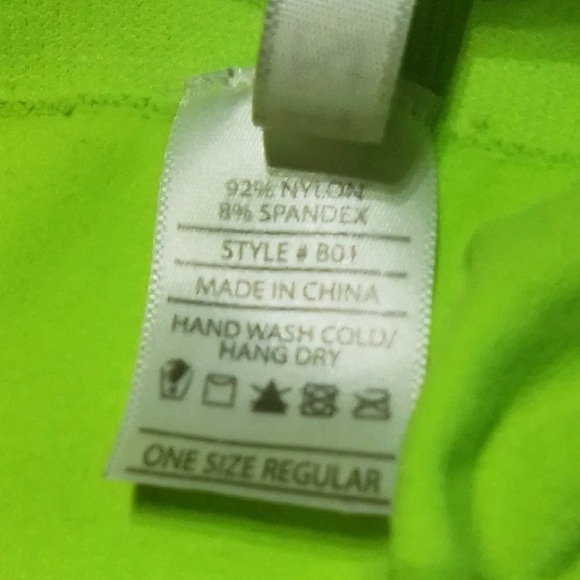 92% NYLON
8% SPANDEX
STYLE # B01
MADE IN CHINA
HAND WASH COLD/
HANG DRY
ONE SIZE REGULAR